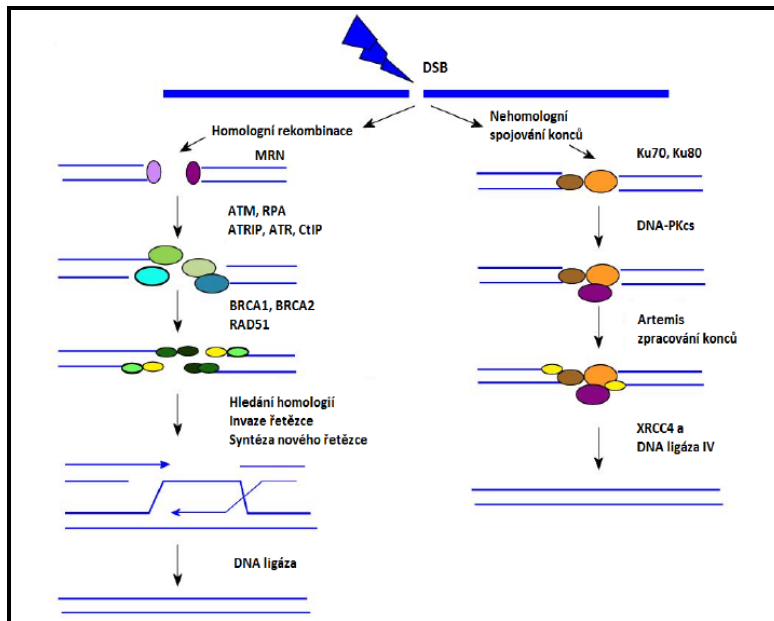 DSB
Homologní rekombinace
MRN
ATM, RPA
ATRIP, ATR, CtIP
BRCA1, BRCA2
RAD51
Hledání homologií
Invaze řetězce
Syntéza nového řetězce
DNA ligáza
Nehomologní
spojování konců
Ku70, Ku80
DNA-PKcs
Artemis
zpracování konců
XRCC4 a
DNA ligáza IV